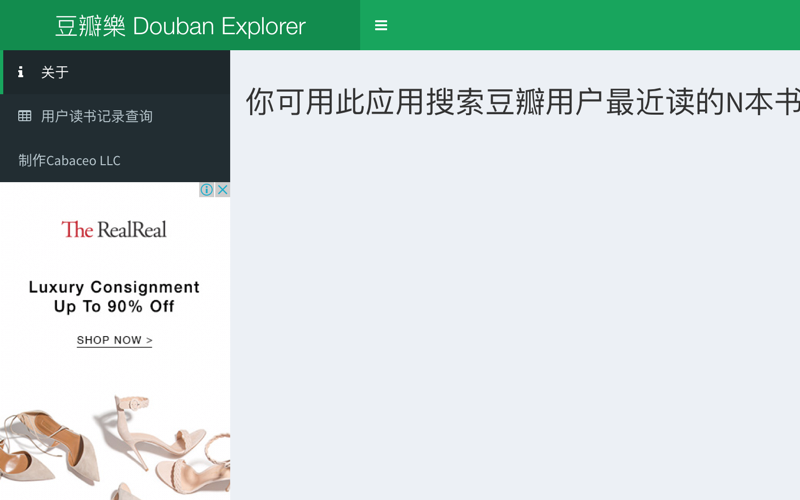 豆瓣樂 Douban Explorer
关于
用户读书记录查询
制作Cabaceo LLC
你可用此应用搜索豆瓣用户最近读的N本书
The RealReal
Luxury Consignment
Up To 90% Off
SHOP NOW >